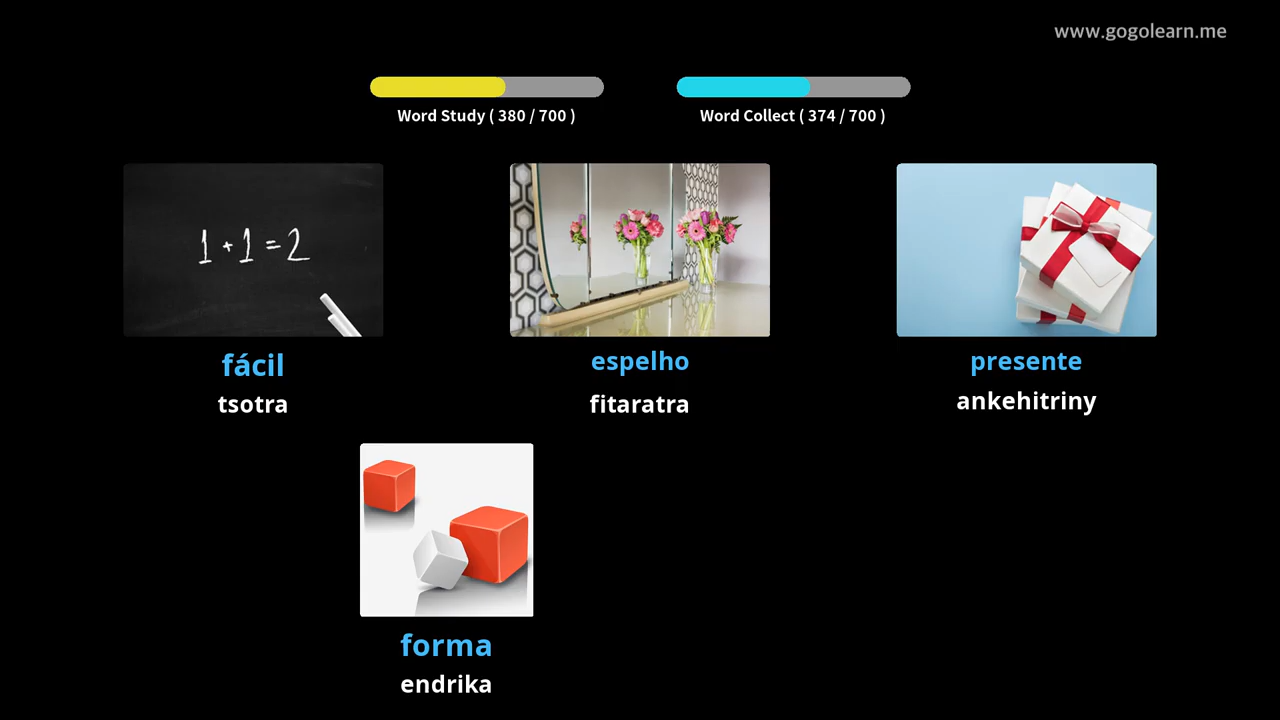 www.gogolearn.me
Word Study ( 380 / 700 )
Word Collect ( 374 / 700 )
1 + 1 = 2
fácil
tsotra
espelho
fitaratra
presente
ankehitriny
forma
endrika